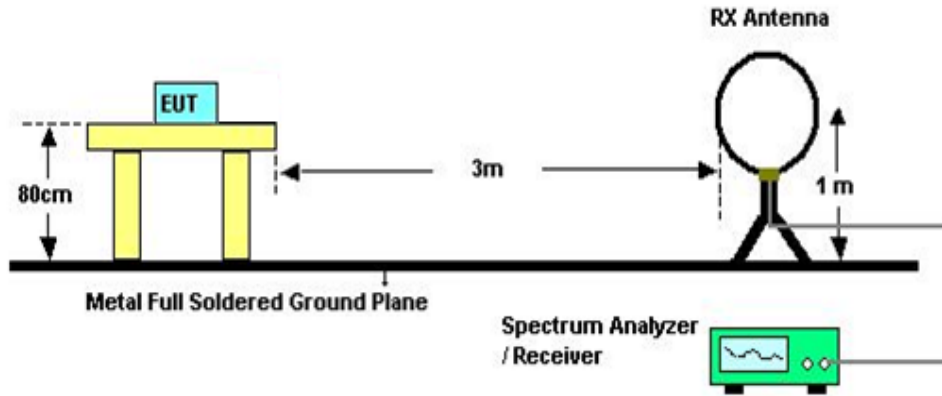 RX Antenna
EUT
3m
80cm
1 m
Metal Full Soldered Ground Plane
Spectrum Analyzer
/ Receiver